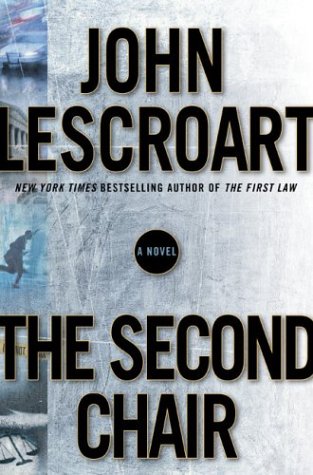 JOHN
LESCROART
NEW YORK TIMES BESTSELLING AUTHOR OF THE FIRST LAW
A NOVEL
THE SECOND
CHAIR